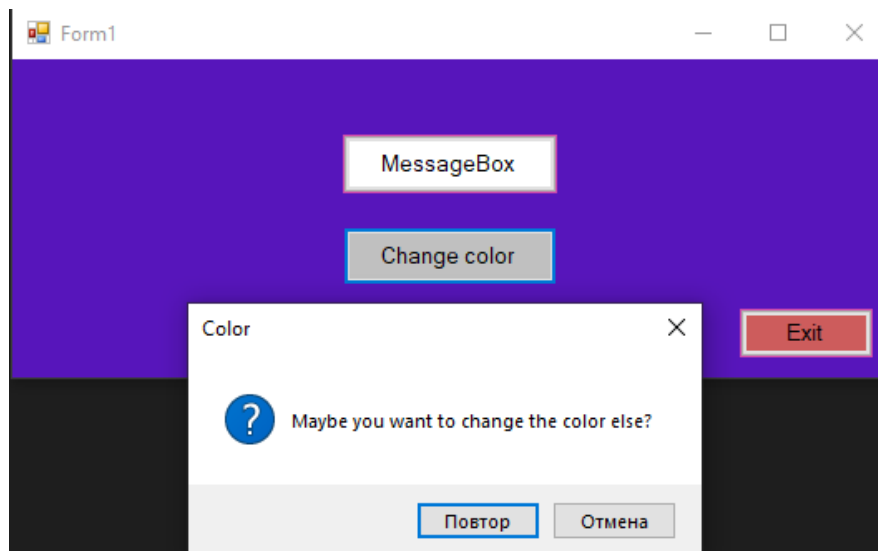 Form1
MessageBox
Change color
Exit
Color
Maybe you want to change the color else?
Повтор Отмена